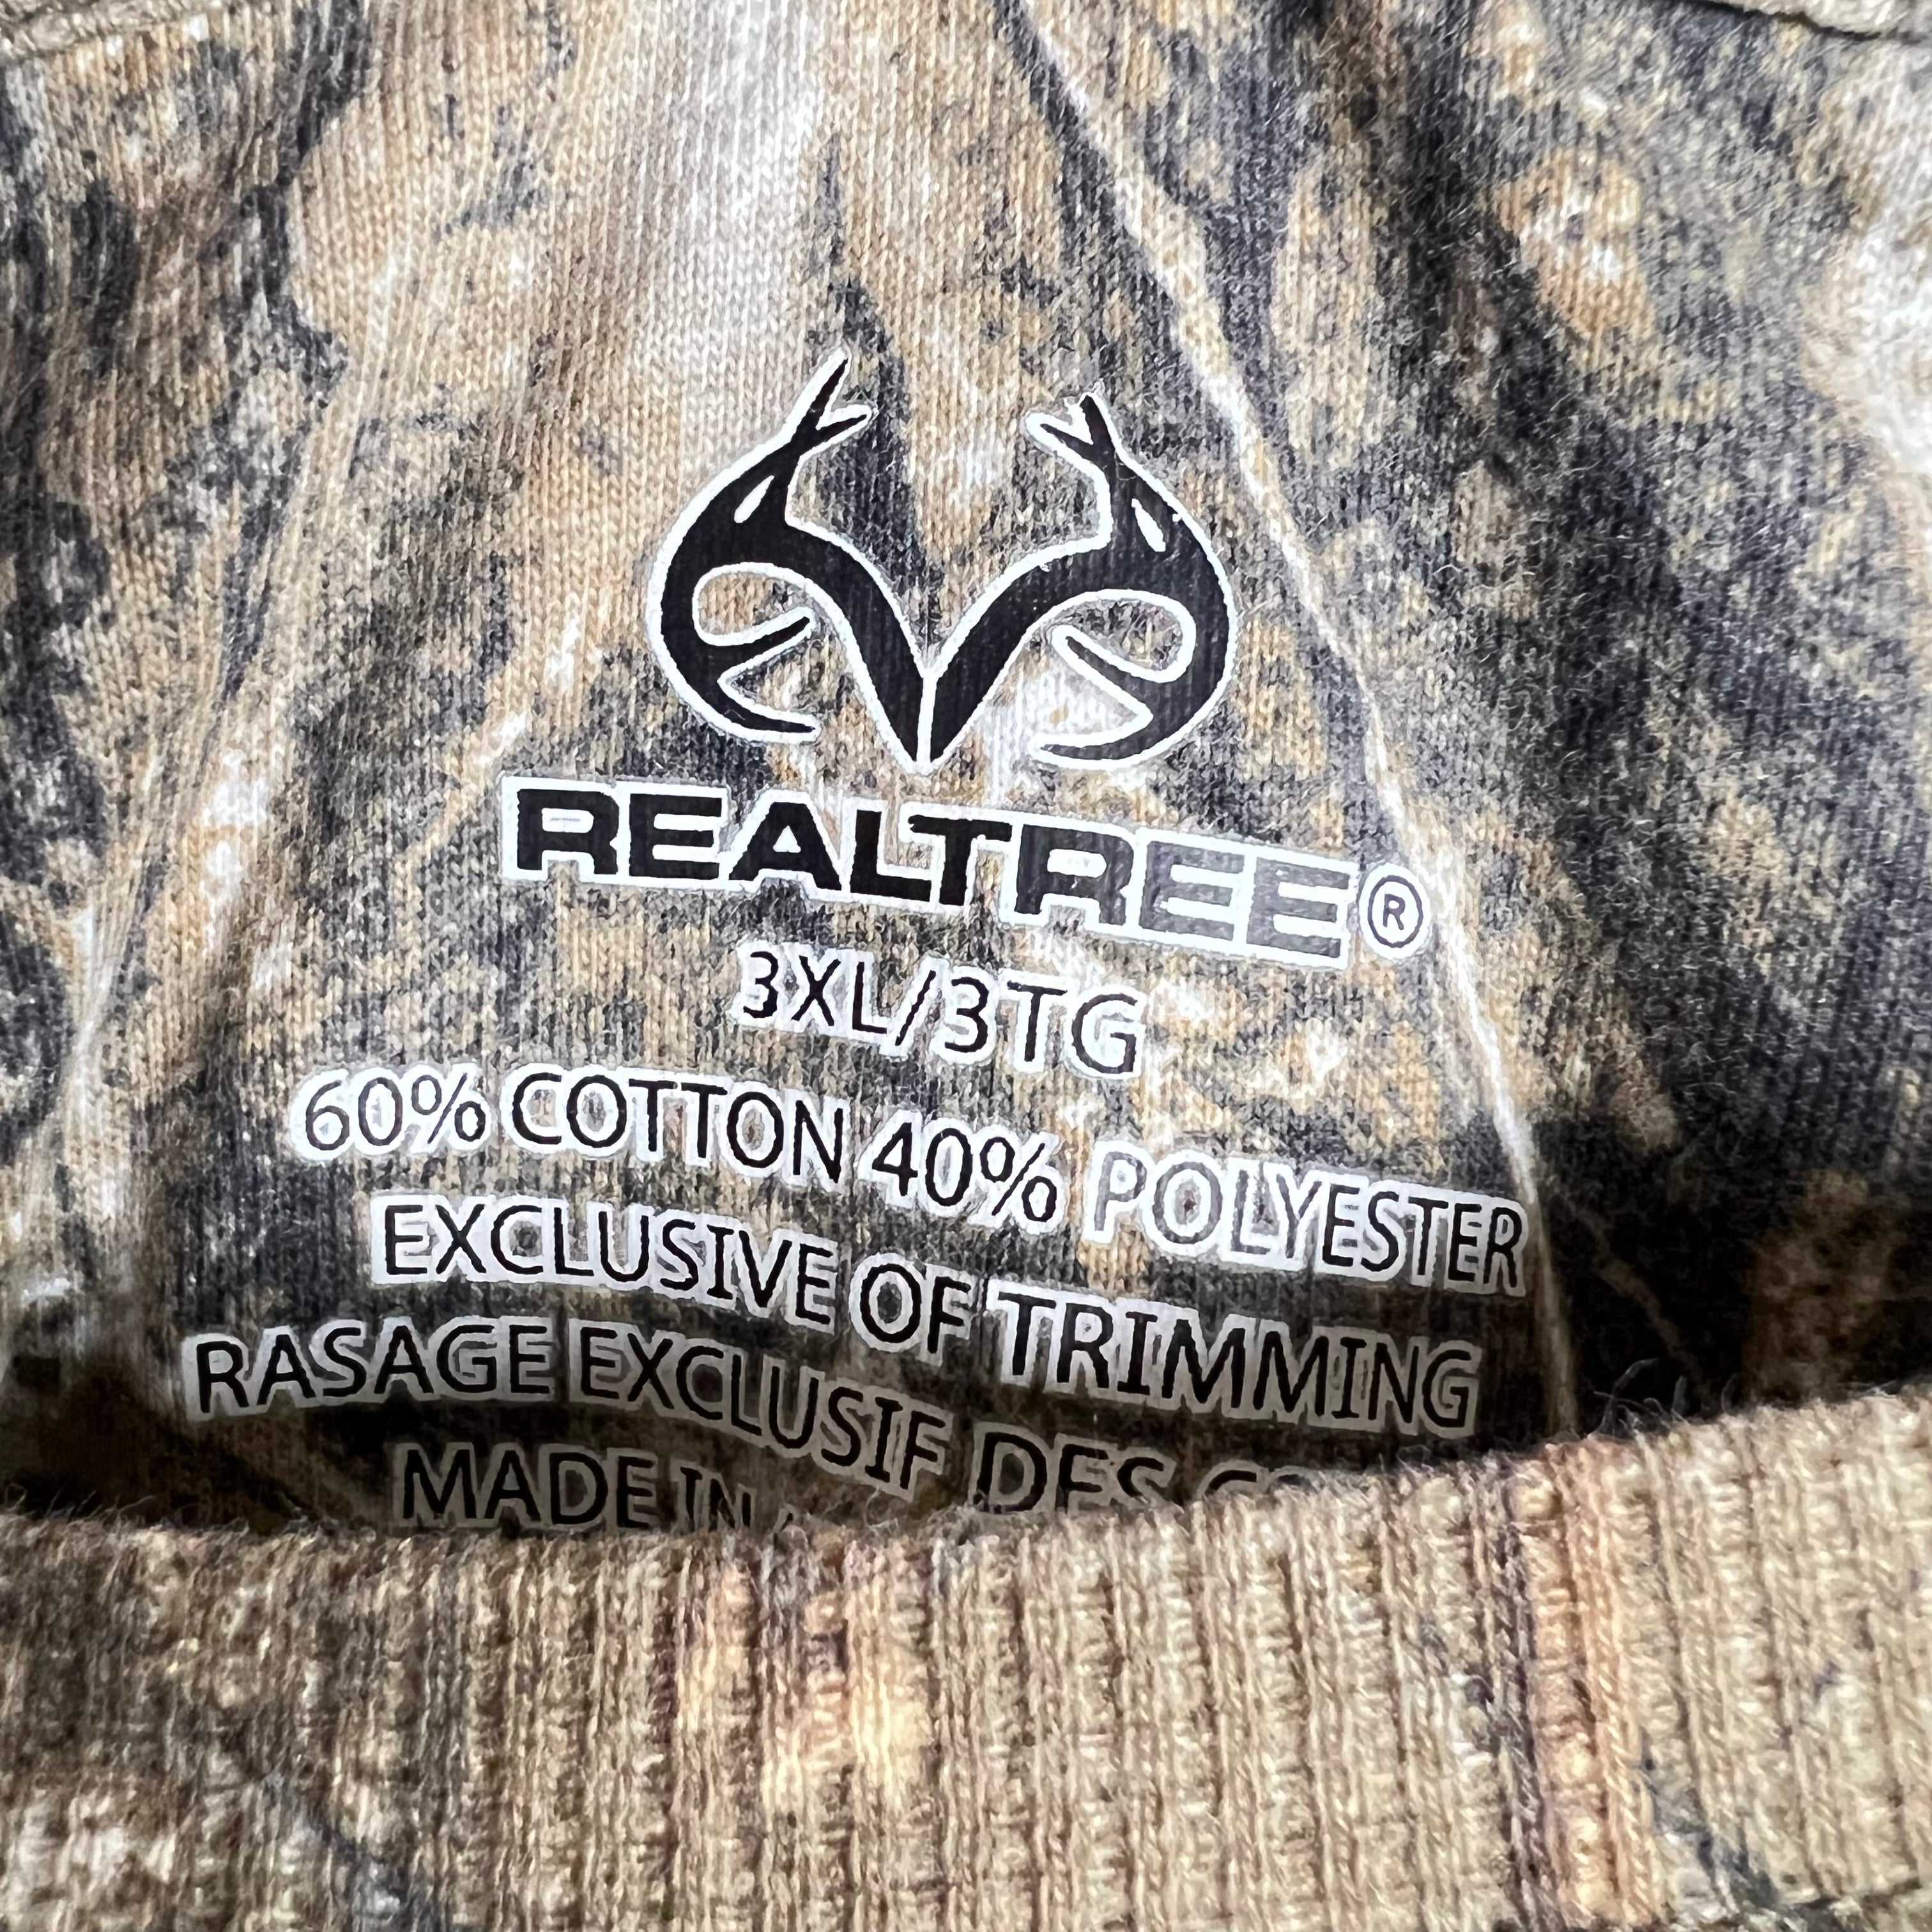 REALTREE®
3XL/3TG
60% COTTON 40% POLYESTER
EXCLUSIVE OF TRIMMING
RASAGE EXCLUSIF DES
MADE IN